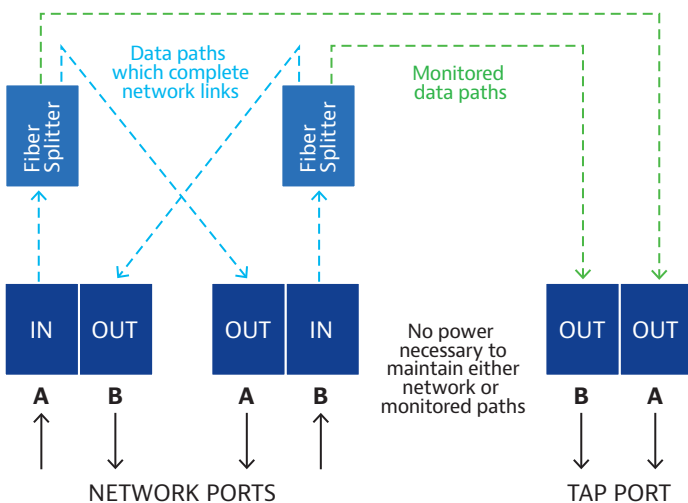 Data paths
which complete
network links
Monitored
data paths
Fiber
Splitter
Fiber
Splitter
IN
OUT
OUT
IN
No power
necessary to
maintain either
network or
monitored paths
OUT
OUT
A
B
A
B
B
A
NETWORK PORTS
TAP PORT